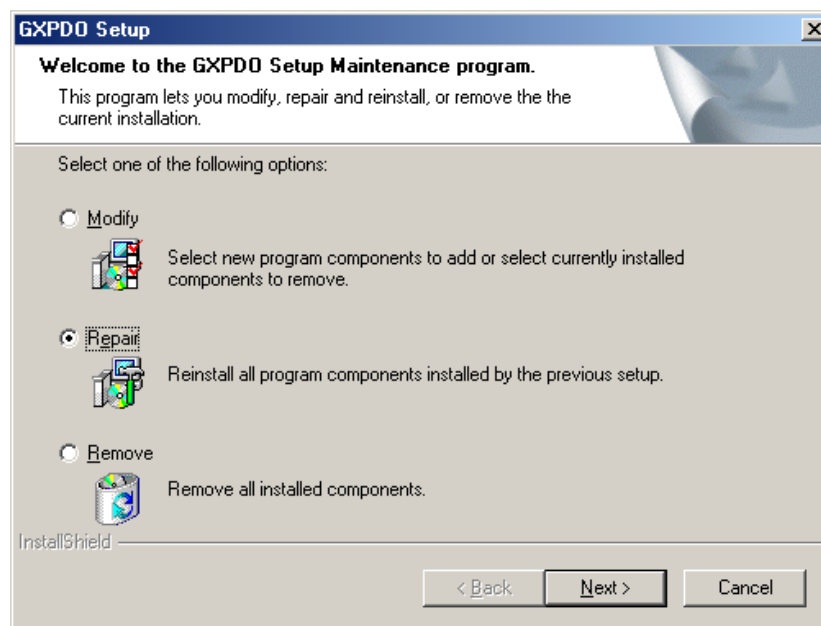 GXPDO Setup
Welcome to the GXPDO Setup Maintenance program.
This program lets you modify, repair and reinstall, or remove the the
current installation.
Select one of the following options:
Modify
Select new program components to add or select currently installed
components to remove.
Repair
Reinstall all program components installed by the previous setup.
Remove
Remove all installed components.
InstallShield
< Back
Next >
Cancel